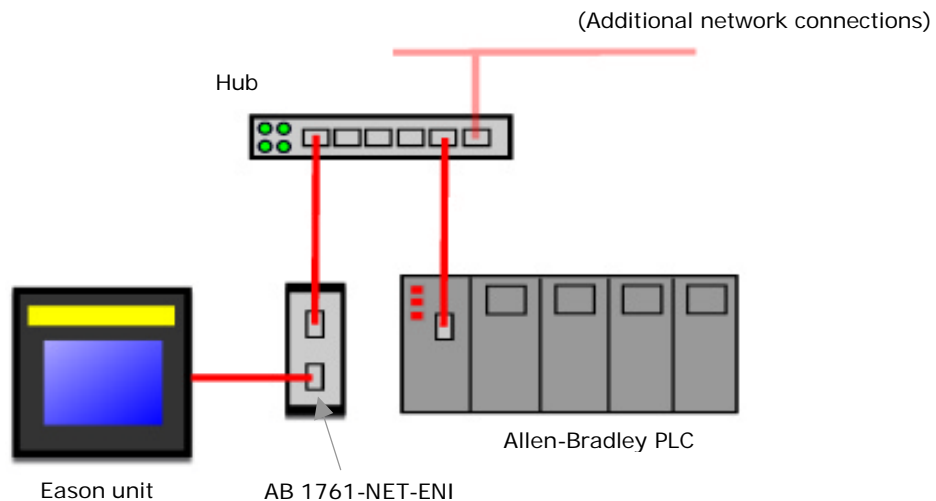 (Additional network connections)
Hub
Allen-Bradley PLC
Eason unit
AB 1761-NET-ENI